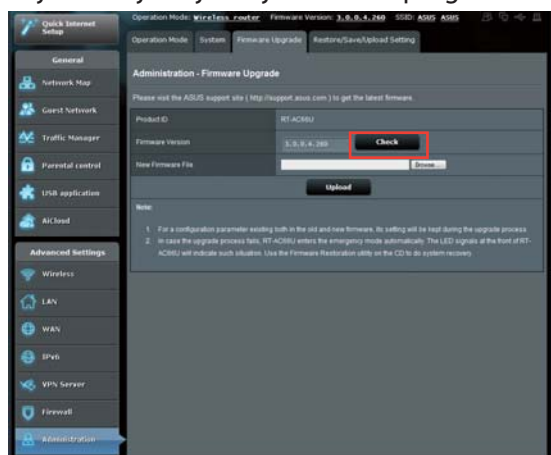 Quick Internet Setup
Operation Mode: Wireless router Firmware Version: 3.0.0.4.260 SSID: ASUS ASUS
Operation Mode System Firmware Upgrade Restore/Save/Upload Setting
General
Network Map
Guest Network
Traffic Manager
Parental control
USB application
AiCloud
Advanced Settings
Wireless
LAN
WAN
IPv6
VPN Server
Firewall
Administration
Administration - Firmware Upgrade
Please visit the ASUS support site ( http://support.asus.com ) to get the latest firmware.
Product ID RT-AC66U
Firmware Version 3.0.0.4.260 Check
New Firmware File Browse...
Upload
Note:
1. For a configuration parameter existing both in the old and new firmware, its setting will be kept during the upgrade process.
2. In case the upgrade process fails, RT-AC66U enters the emergency mode automatically. The LED signals at the front of RT-
AC66U will indicate such situation. Use the Firmware Restoration utility on the CD to do system recovery.